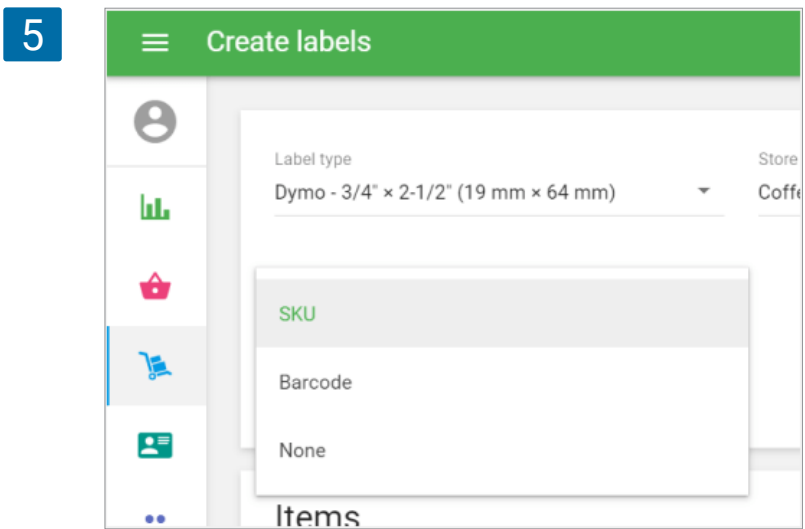 5
Create labels
Label type
Store
Dymo - 3/4" × 2-1/2" (19 mm × 64 mm)
SKU
Barcode
None
Items